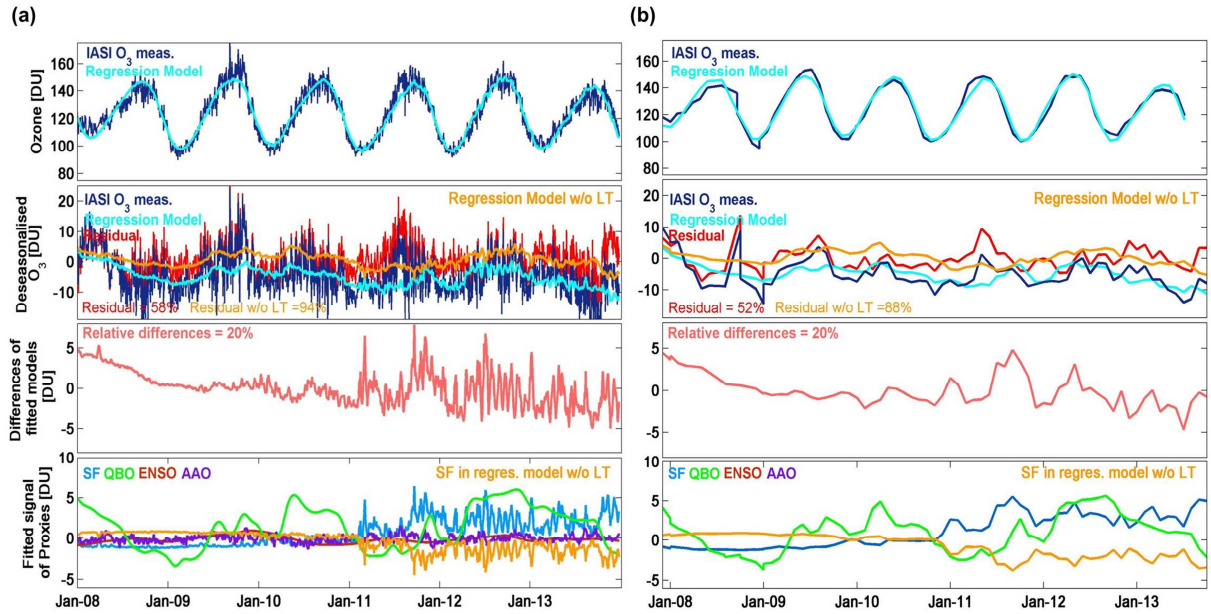 (a)
Ozone [DU]
160
140
120
100
80
IASI O3 meas.
Regression Model
Deseasonalised
O3 [DU]
20
10
0
-10
IASI O3 meas.
Regression Model w/o LT
Regression Model
Residual
Residual = 58% Residual w/o LT =94%
Differences of
fitted models
[DU]
5
0
-5
Relative differences = 20%
Fitted signal
of Proxies [DU]
10
5
0
-5
SF QBO ENSO AAO
SF in regres. model w/o LT
Jan-08 Jan-09 Jan-10 Jan-11 Jan-12 Jan-13
(b)
160
140
120
100
80
IASI O3 meas.
Regression Model
20
10
0
-10
IASI O3 meas.
Regression Model w/o LT
Regression Model
Residual
Residual = 52% Residual w/o LT =88%
5
0
-5
Relative differences = 20%
10
5
0
-5
SF QBO ENSO AAO
SF in regres. model w/o LT
Jan-08 Jan-09 Jan-10 Jan-11 Jan-12 Jan-13